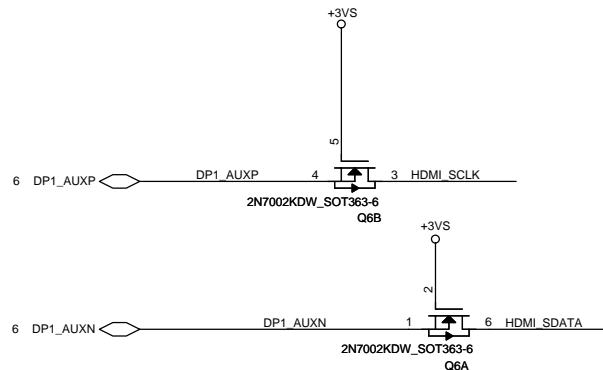 +3VS
5
6 DP1_AUXP DP1_AUXP 4 3 HDMI_SCLK
2N7002KDW_SOT363-6
Q6B
+3VS
2
6 DP1_AUXN DP1_AUXN 1 6 HDMI_SDATA
2N7002KDW_SOT363-6
Q6A